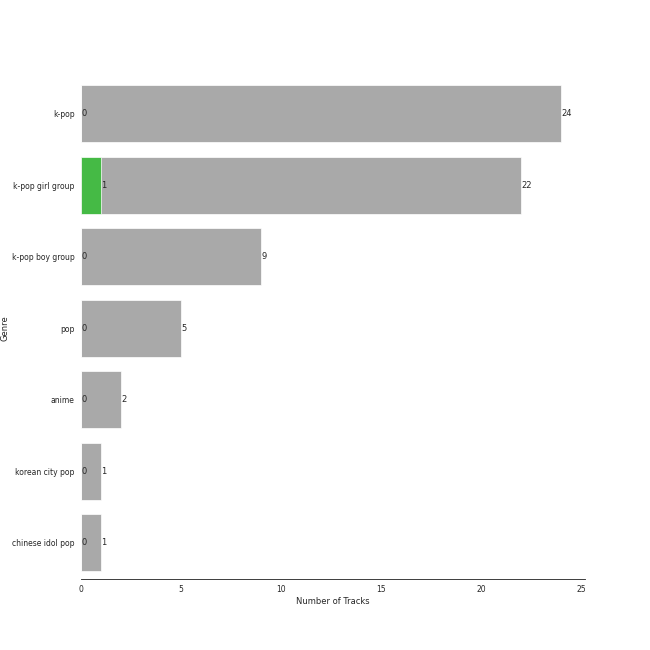 k-pop 0 24
k-pop girl group 1 22
k-pop boy group 0 9
pop 0 5
anime 0 2
korean city pop 0 1
chinese idol pop 0 1
Genre
0 5 10 15 20 25
Number of Tracks